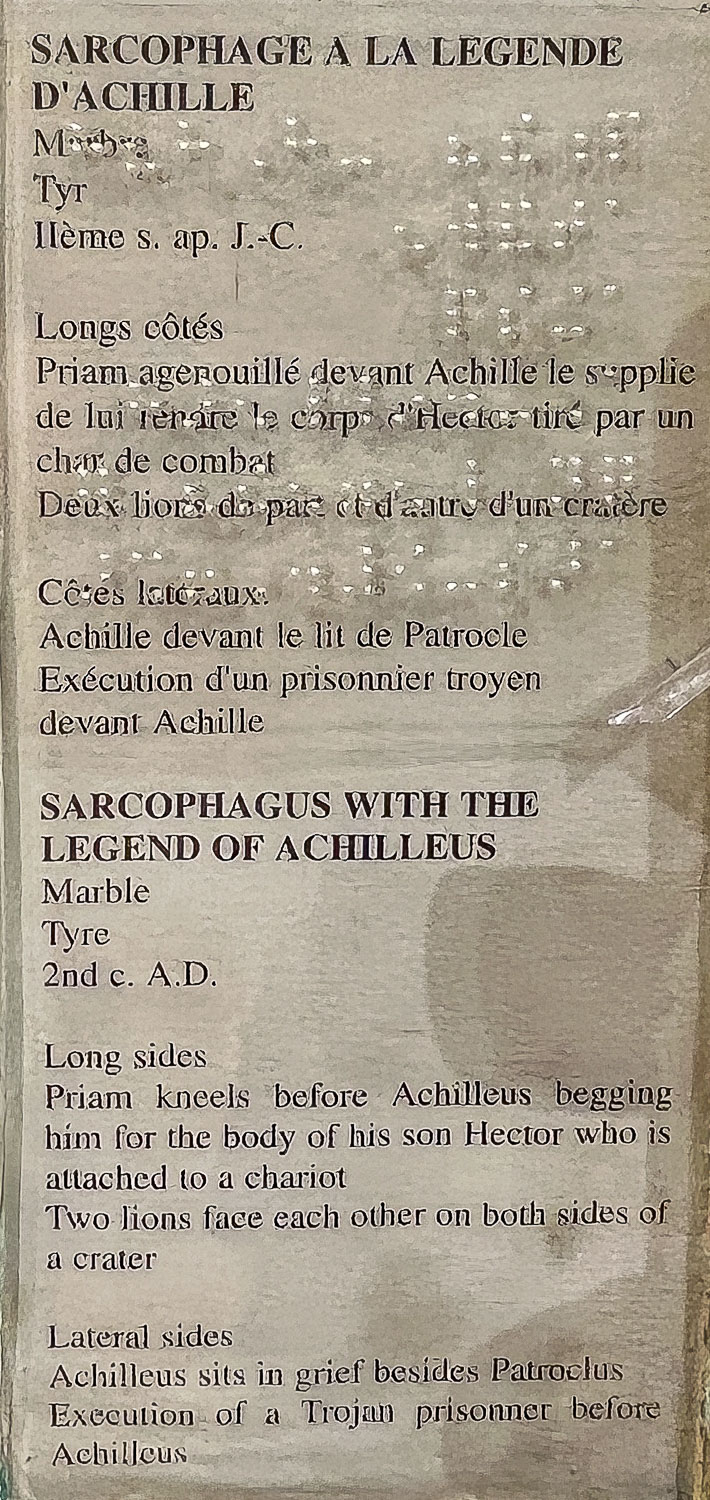 SARCOPHAGE A LA LEGENDE
D'ACHILLE
Marbre
Tyr
IIème s. ap. J.-C.
Longs côtés
Priam agenouillé devant Achille le supplie
de lui rendre le corps d'Hector tiré par un
char de combat
Deux lions de part et d'autre d'un cratère
Côtés latéraux
Achille devant le lit de Patrocle
Exécution d'un prisonnier troyen
devant Achille
SARCOPHAGUS WITH THE
LEGEND OF ACHILLEUS
Marble
Tyre
2nd c. A.D.
Long sides
Priam kneels before Achilleus begging
him for the body of his son Hector who is
attached to a chariot
Two lions face each other on both sides of
a crater
Lateral sides
Achilleus sits in grief besides Patroclus
Execution of a Trojan prisonner before
Achilleus